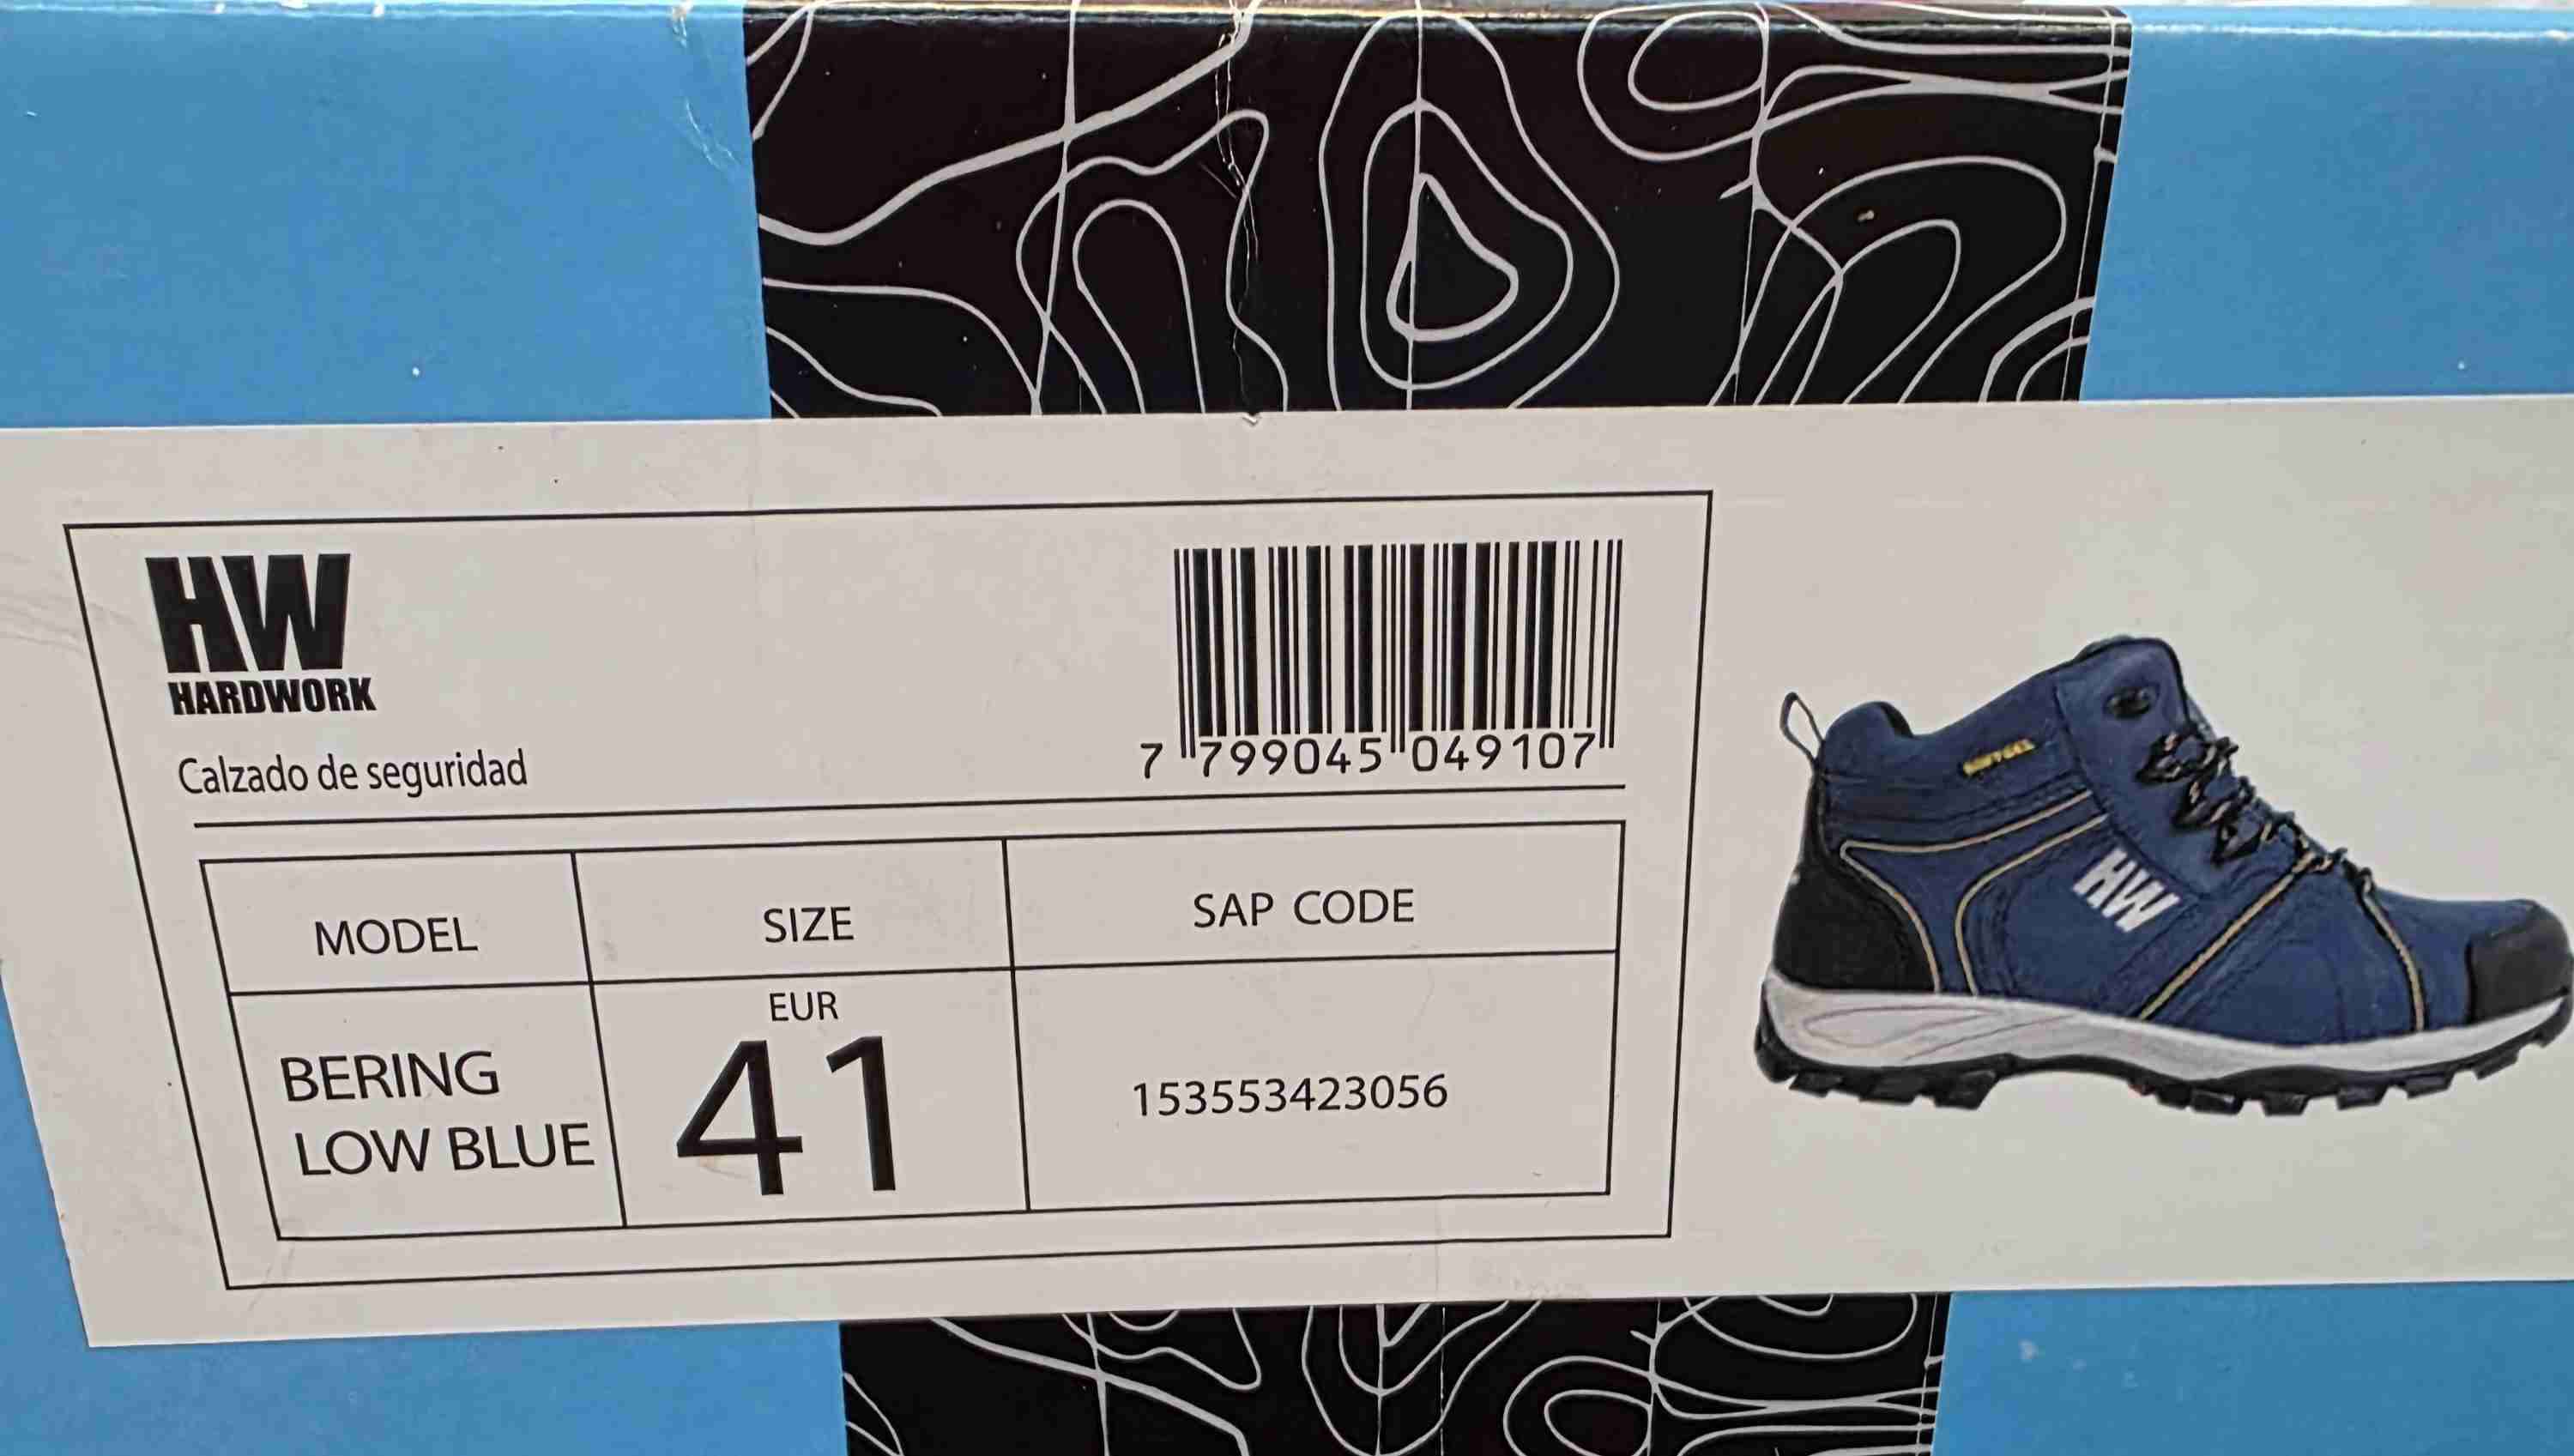 HW
HARDWORK
Calzado de seguridad
7 799045 049107
MODEL SIZE SAP CODE
EUR
BERING
LOW BLUE
41
153553423056
HW